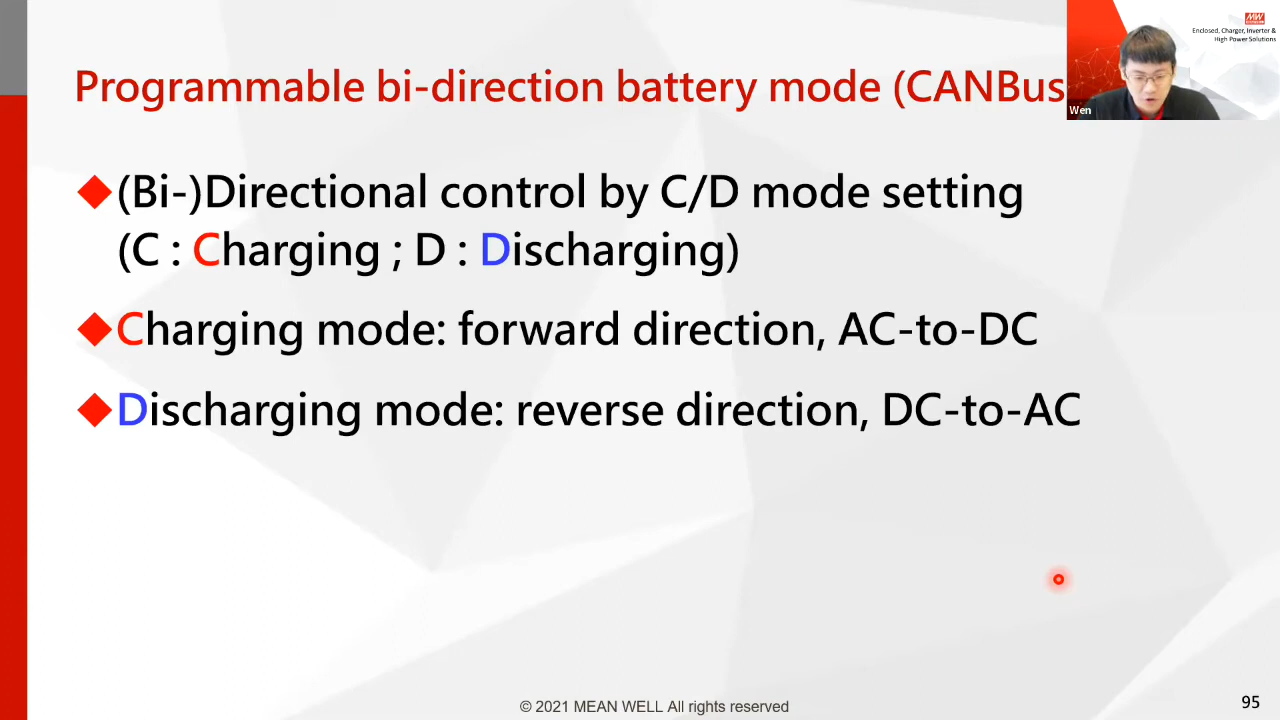 MW
Enclosed, Charger, Inverter &
High Power Solutions
Wen
Programmable bi-direction battery mode (CANBus
◆(Bi-)Directional control by C/D mode setting
(C : Charging ; D : Discharging)
◆Charging mode: forward direction, AC-to-DC
◆Discharging mode: reverse direction, DC-to-AC
© 2021 MEAN WELL All rights reserved
95